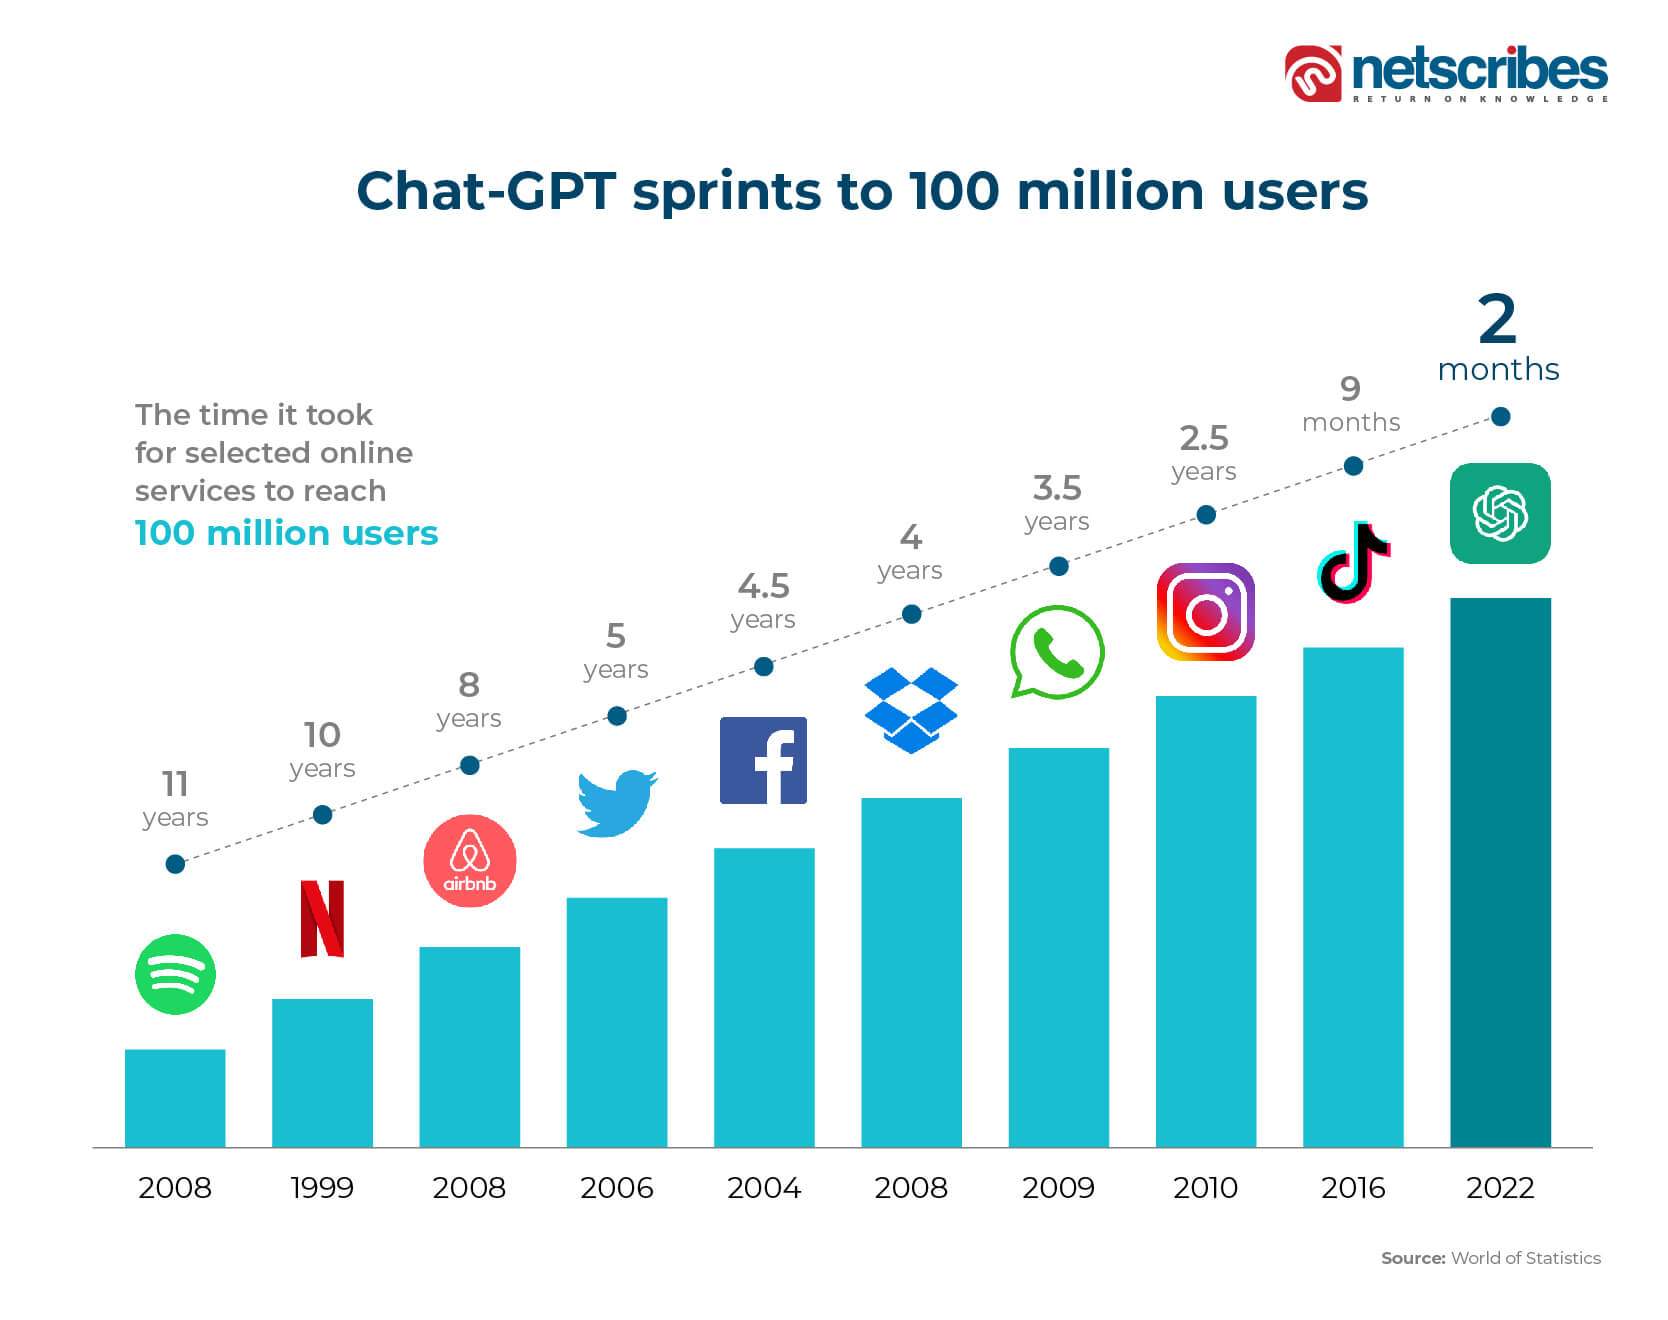 netscribes
RETURN ON KNOWLEDGE
Chat-GPT sprints to 100 million users
The time it took
for selected online
services to reach
100 million users
11
years
10
years
8
years
5
years
4.5
years
4
years
3.5
years
2.5
years
9
months
2
months
airbnb
2008
1999
2008
2006
2004
2008
2009
2010
2016
2022
Source: World of Statistics